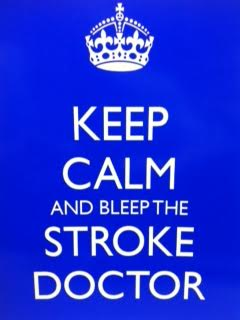 KEEP
CALM
AND BLEEP THE
STROKE
DOCTOR